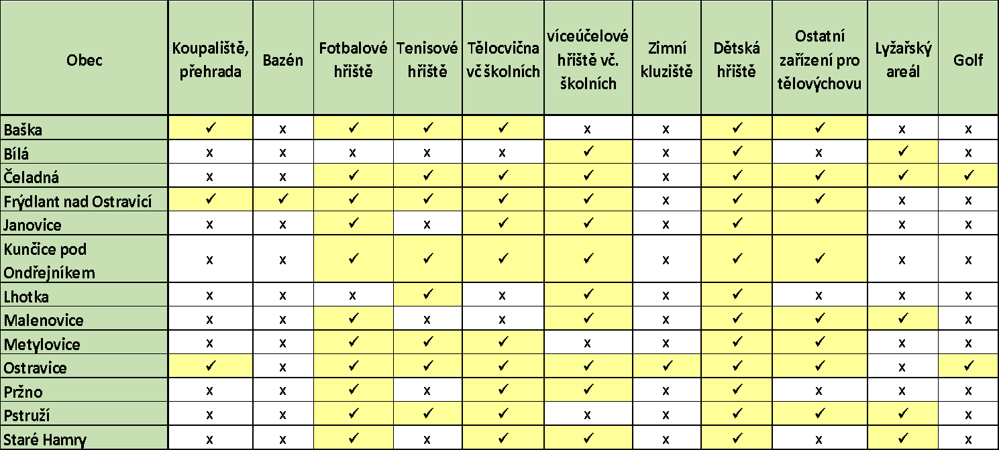 Obec Koupaliště, přehrada Bazén Fotbalové hřiště Tenisové hřiště Tělocvična vč školních víceúčelové hřiště vč. školních Zimní kluziště Dětská hřiště Ostatní zařízení pro tělovýchovu Lyžařský areál Golf
Baška ✓ x ✓ ✓ ✓ x x ✓ ✓ x x
Bílá x x x x x ✓ x ✓ x ✓ x
Čeladná x x ✓ ✓ ✓ ✓ x ✓ ✓ ✓ ✓
Frýdlant nad Ostravicí ✓ ✓ ✓ ✓ ✓ ✓ x ✓ ✓ x x
Janovice x x ✓ x ✓ ✓ x ✓ x x
Kunčice pod Ondřejníkem x x ✓ ✓ ✓ ✓ x ✓ ✓ x x
Lhotka x x x ✓ x ✓ x ✓ x x x
Malenovice x x ✓ x x ✓ x ✓ ✓ ✓ x
Metylovice x x ✓ ✓ ✓ x x ✓ ✓ x x
Ostravice ✓ x ✓ ✓ ✓ ✓ ✓ ✓ ✓ x ✓
Pržno x x ✓ x ✓ ✓ x ✓ x x x
Pstruží x x ✓ ✓ ✓ x x ✓ ✓ ✓ x
Staré Hamry x x ✓ x ✓ ✓ x ✓ x ✓ x